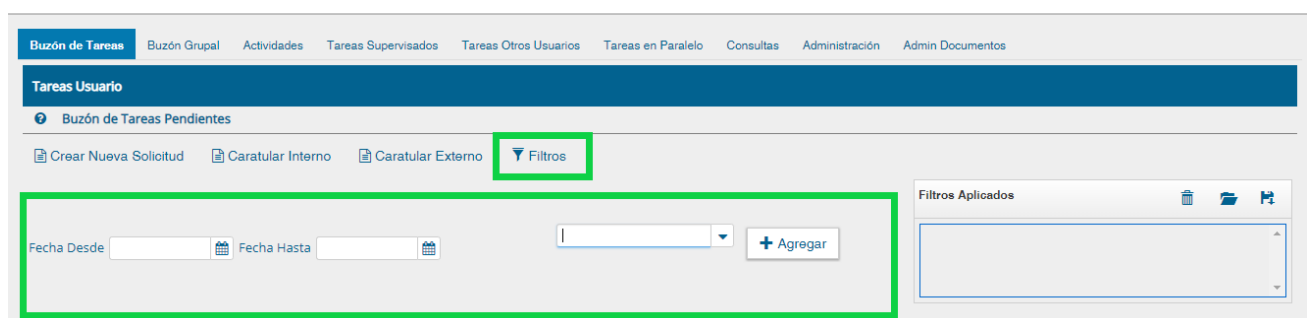 Buzón de Tareas Buzón Grupal Actividades Tareas Supervisados Tareas Otros Usuarios Tareas en Paralelo Consultas Administración Admin Documentos
Tareas Usuario
Buzón de Tareas Pendientes
Crear Nueva Solicitud Caratular Interno Caratular Externo Filtros
Filtros Aplicados
Fecha Desde Fecha Hasta Agregar